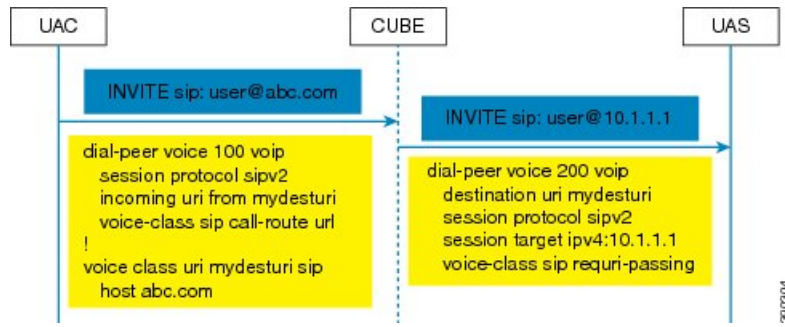 UAC
CUBE
UAS
INVITE sip: user@abc.com
INVITE sip: user@10.1.1.1
dial-peer voice 100 voip
session protocol sipv2
incoming uri from mydesturi
voice-class sip call-route url
!
voice class uri mydesturi sip
host abc.com
dial-peer voice 200 voip
destination uri mydesturi
session protocol sipv2
session target ipv4:10.1.1.1
voice-class sip requri-passing